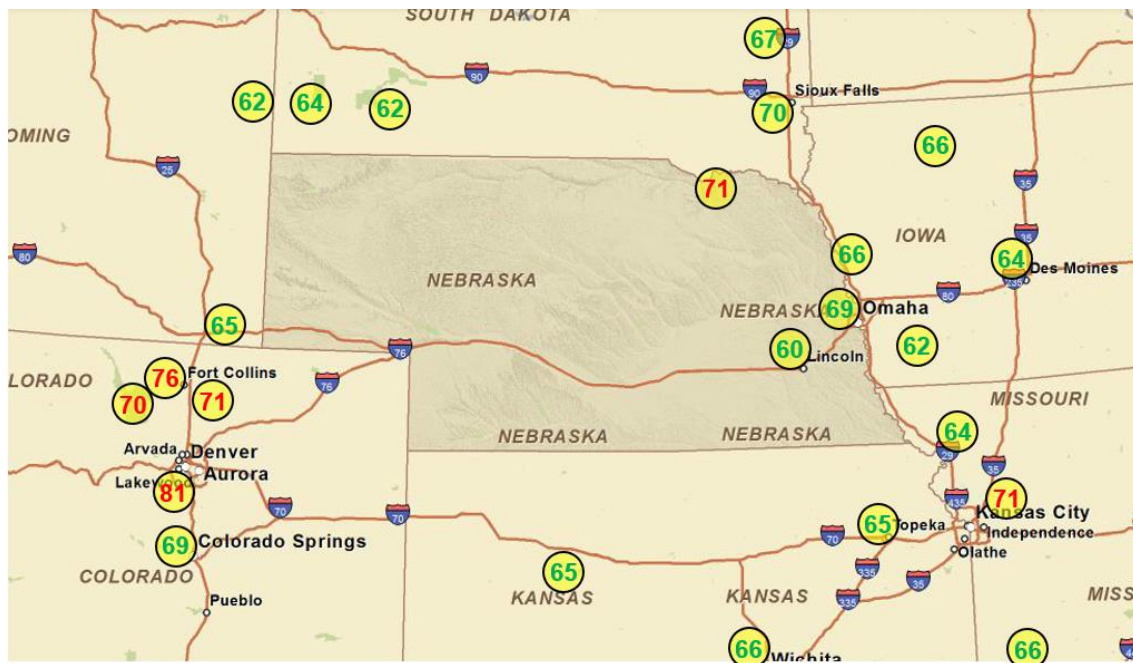 SOUTH DAKOTA
67
29
90
62
64
62
90
Sioux Falls
70
66
OMING
25
71
35
35
IOWA
66
64
Des Moines
235
80
NEBRASKA
80
NEBRASKA
69
Omaha
65
60
Lincoln
62
76
76
Fort Collins
LORADO
70
71
76
MISSOURI
64
29
NEBRASKA
NEBRASKA
Arvada
Denver
Aurora
Lakewood
81
35
71
435
70
70
Kansas City
65
Topeka
Independence
70
Olathe
69
Colorado Springs
COLORADO
65
KANSAS
KANSAS
335
35
335
MISS
Pueblo
66
Wichita
66